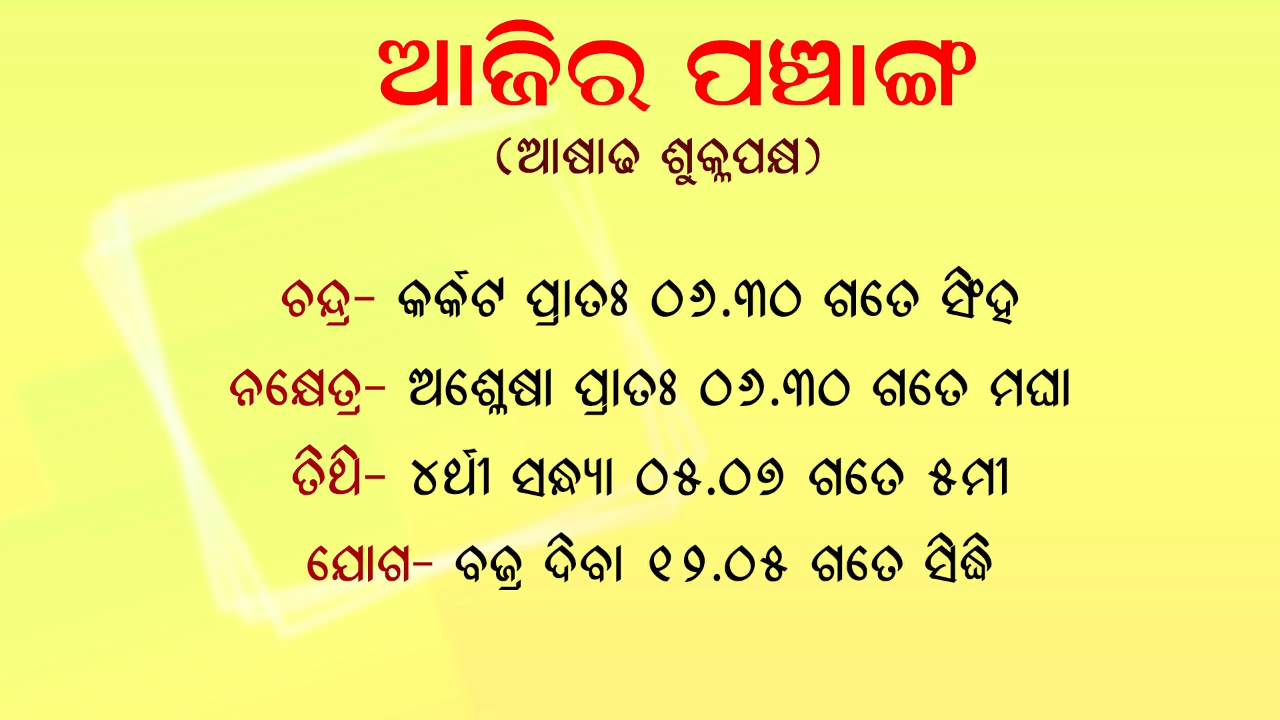 ଆଜିର ପଞ୍ଚାଙ୍ଗ
(ଆଷାଢ ଶୁକ୍ଳପକ୍ଷ)
ଚନ୍ଦ୍ର- କର୍କଟ ପ୍ରାତଃ ୦୬.୩୦ ଗତେ ସିଂହ
ନକ୍ଷେତ୍ର- ଅଶ୍ଳେଷା ପ୍ରାତଃ ୦୬.୩୦ ଗତେ ମଘା
ତିଥି- ୪ର୍ଥୀ ସନ୍ଧ୍ୟା ୦୫.୦୭ ଗତେ ୫ମୀ
ଯୋଗ- ବଜ୍ର ଦିବା ୧୨.୦୫ ଗତେ ସିଦ୍ଧି